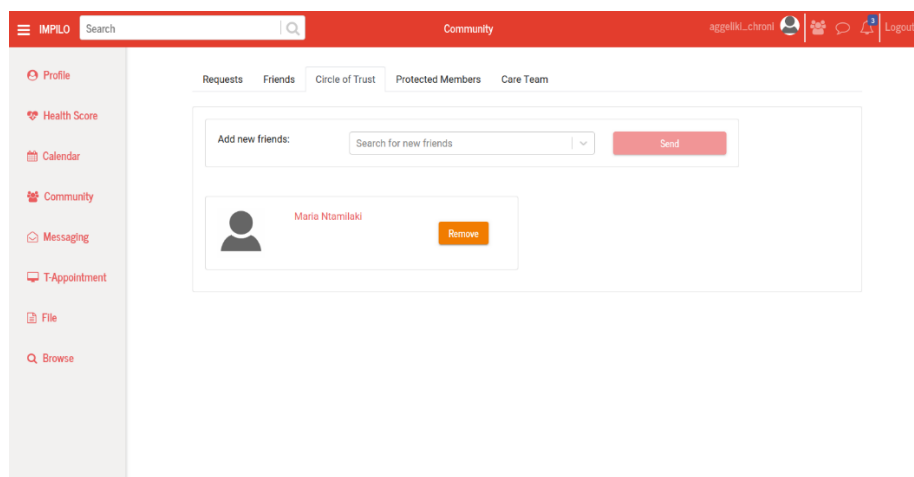 IMPILO Search Community aggeliki_chroni 3 Logout
Profile
Health Score
Calendar
Community
Messaging
T-Appointment
File
Browse
Requests Friends Circle of Trust Protected Members Care Team
Add new friends: Search for new friends Send
Maria Ntamilaki
Remove